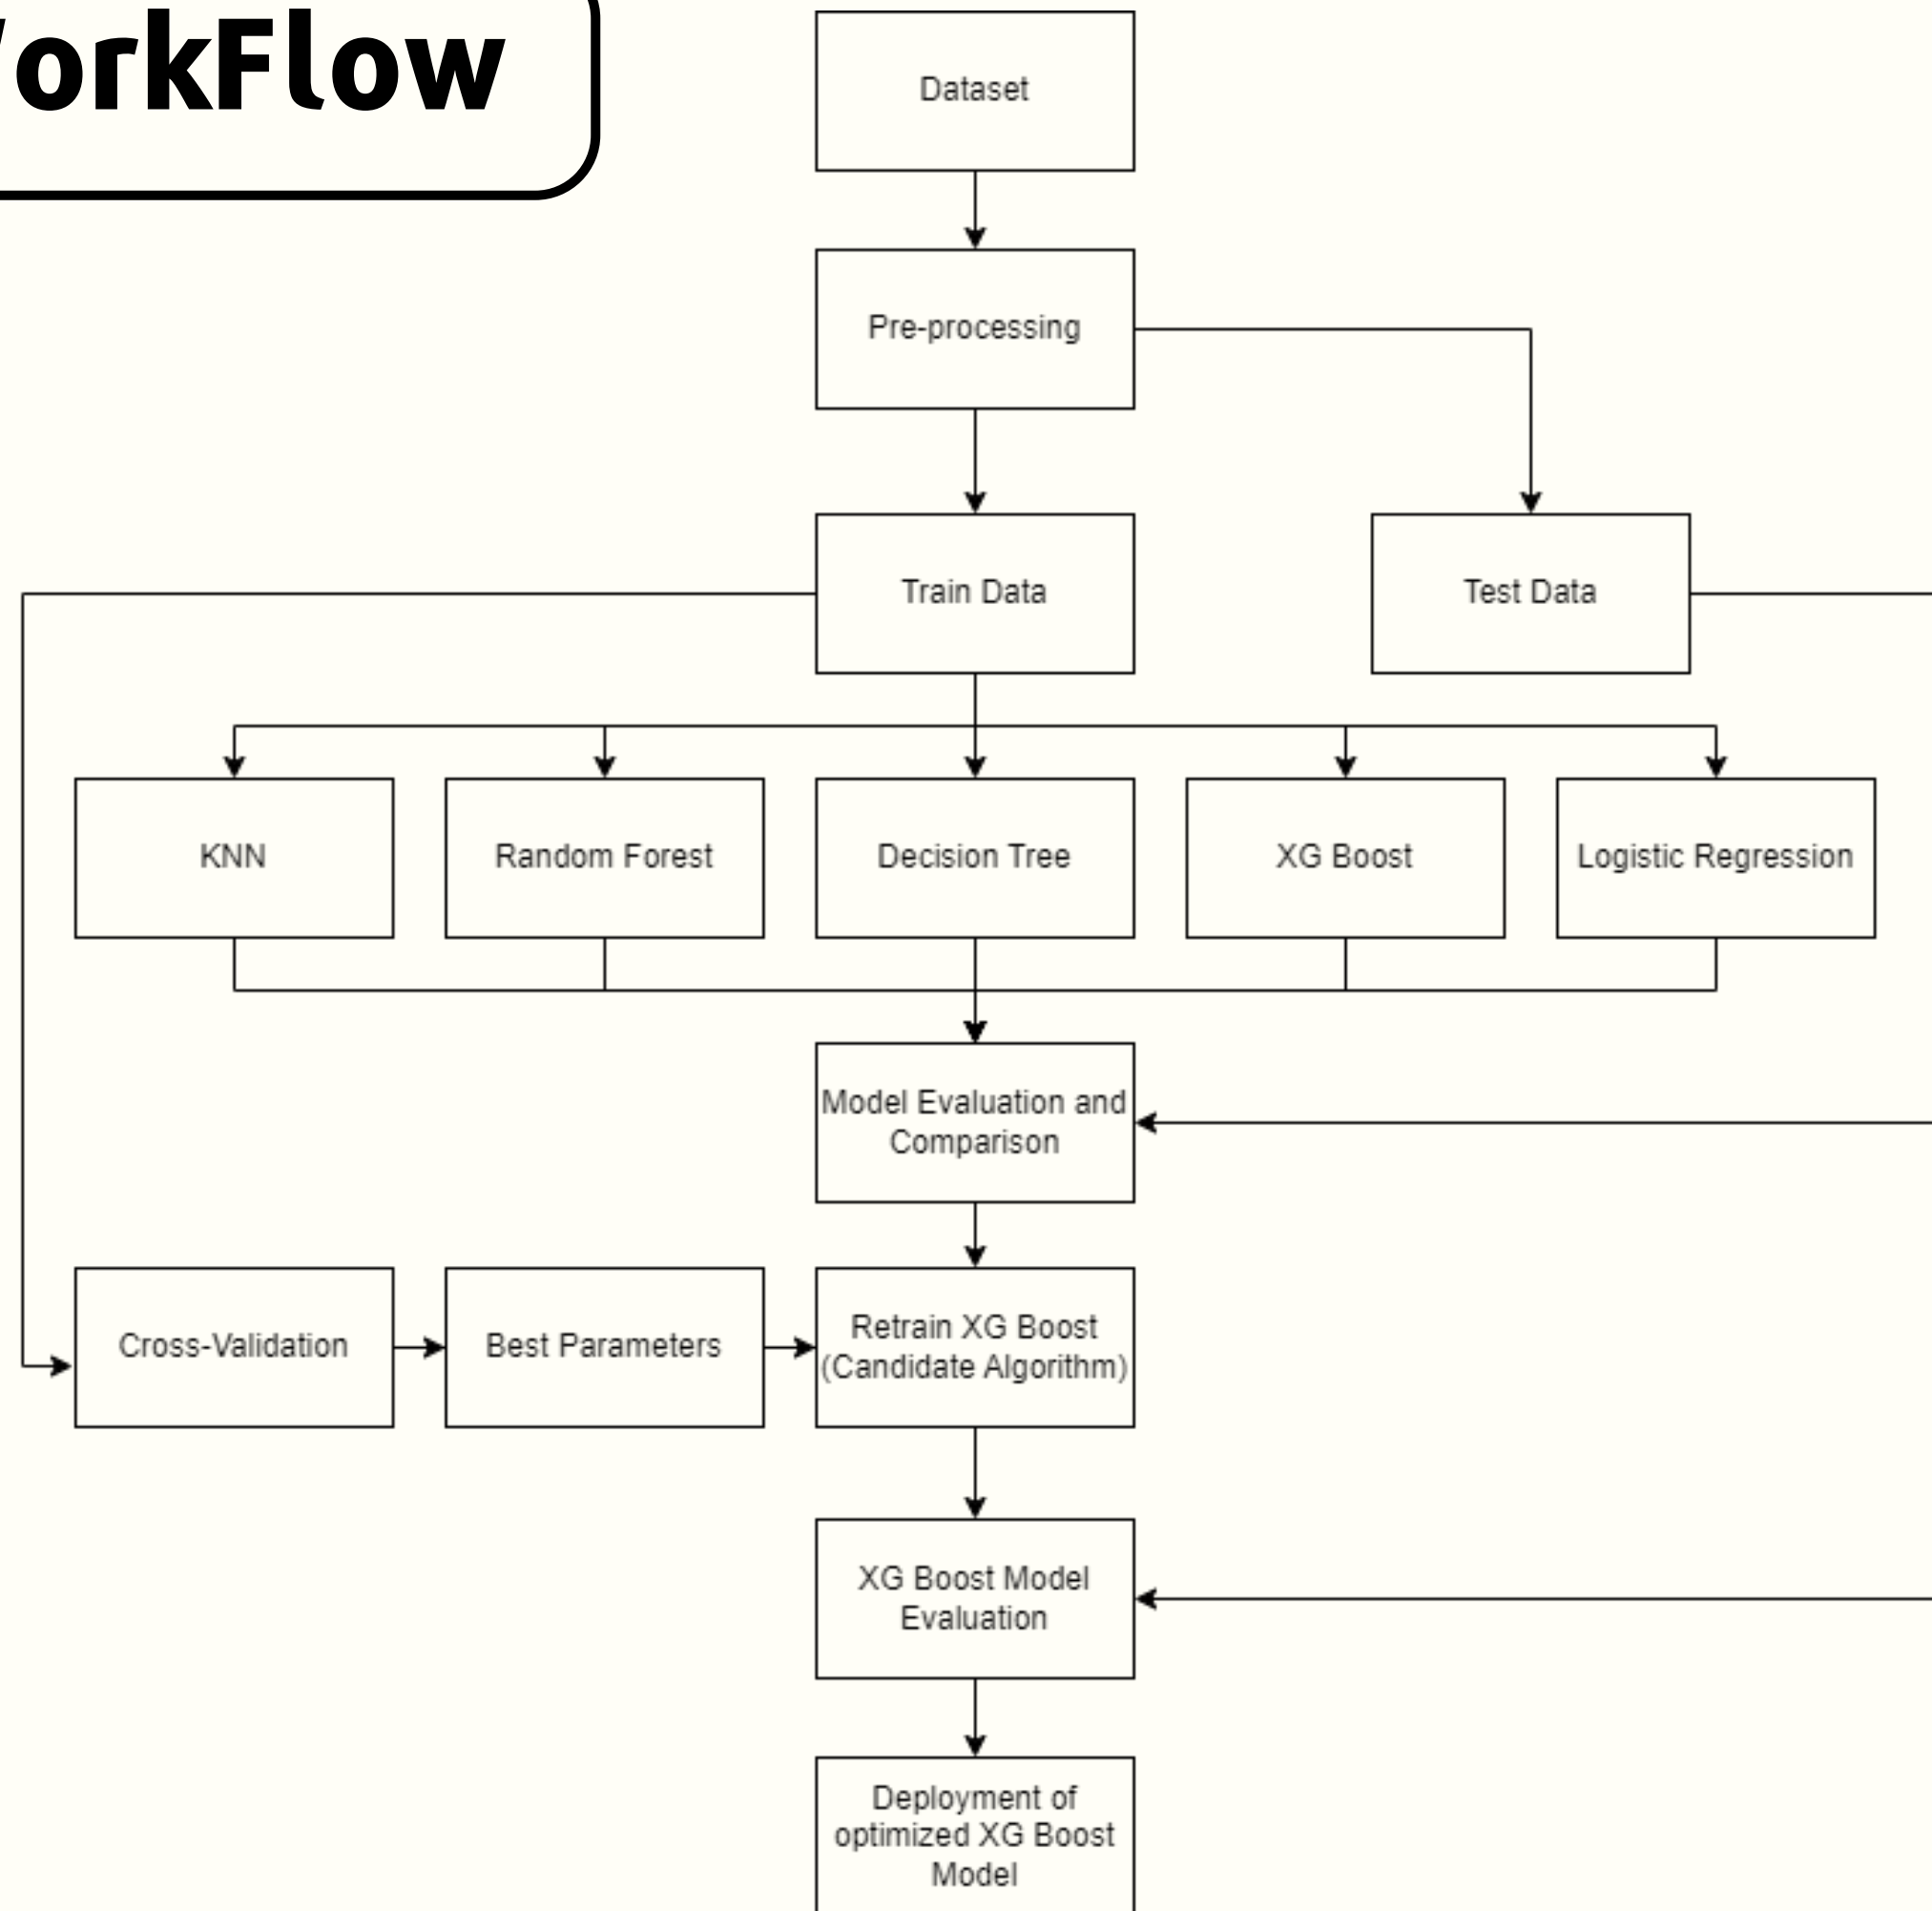 orkFlow
Dataset
Pre-processing
Train Data
Test Data
KNN
Random Forest
Decision Tree
XG Boost
Logistic Regression
Model Evaluation and
Comparison
Cross-Validation
Best Parameters
Retrain XG Boost
(Candidate Algorithm)
XG Boost Model
Evaluation
Deployment of
optimized XG Boost
Model